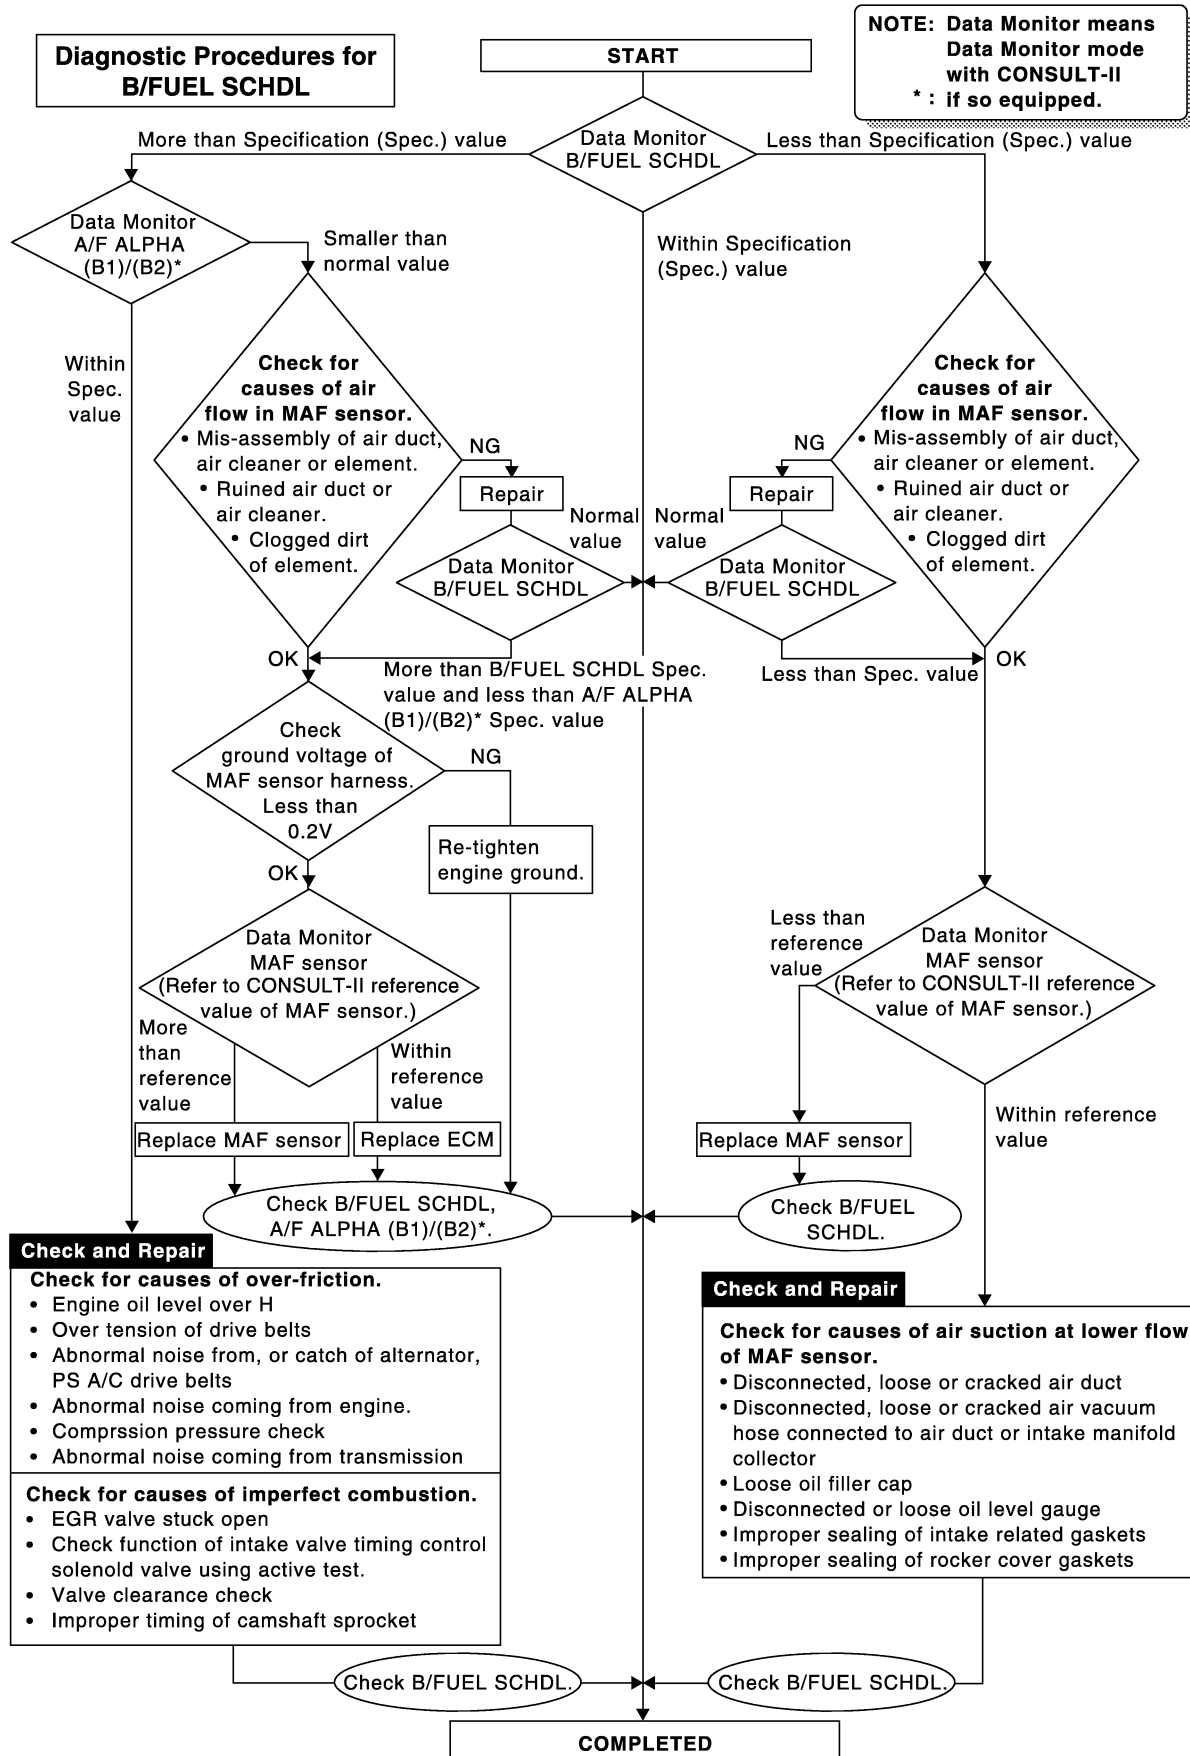 Diagnostic Procedures for
B/FUEL SCHDL
START
NOTE: Data Monitor means
Data Monitor mode
with CONSULT-II
* : if so equipped.
More than Specification (Spec.) value
Data Monitor
B/FUEL SCHDL
Less than Specification (Spec.) value
Data Monitor
A/F ALPHA
(B1)/(B2)*
Smaller than
normal value
Within Specification
(Spec.) value
Within
Spec.
value
Check for
causes of air
flow in MAF sensor.
• Mis-assembly of air duct,
air cleaner or element.
• Ruined air duct or
air cleaner.
• Clogged dirt
of element.
NG
Repair
Normal
value
Data Monitor
B/FUEL SCHDL
Check for
causes of air
flow in MAF sensor.
• Mis-assembly of air duct,
air cleaner or element.
• Ruined air duct or
air cleaner.
• Clogged dirt
of element.
NG
Repair
Normal
value
Data Monitor
B/FUEL SCHDL
OK
More than B/FUEL SCHDL Spec.
value and less than A/F ALPHA
(B1)/(B2)* Spec. value
Less than Spec. value
OK
Check
ground voltage of
MAF sensor harness.
Less than
0.2V
NG
Re-tighten
engine ground.
OK
Data Monitor
MAF sensor
(Refer to CONSULT-II reference
value of MAF sensor.)
More
than
reference
value
Within
reference
value
Replace MAF sensor
Replace ECM
Check B/FUEL SCHDL,
A/F ALPHA (B1)/(B2)*.
Less than
reference
value
Data Monitor
MAF sensor
(Refer to CONSULT-II reference
value of MAF sensor.)
Within reference
value
Replace MAF sensor
Check B/FUEL
SCHDL.
Check and Repair
Check for causes of over-friction.
• Engine oil level over H
• Over tension of drive belts
• Abnormal noise from, or catch of alternator,
PS A/C drive belts
• Abnormal noise coming from engine.
• Comprssion pressure check
• Abnormal noise coming from transmission
Check for causes of imperfect combustion.
• EGR valve stuck open
• Check function of intake valve timing control
solenold valve using active test.
• Valve clearance check
• Improper timing of camshaft sprocket
Check and Repair
Check for causes of air suction at lower flow
of MAF sensor.
• Disconnected, loose or cracked air duct
• Disconnected, loose or cracked air vacuum
hose connected to air duct or intake manifold
collector
• Loose oil filler cap
• Disconnected or loose oil level gauge
• Improper sealing of intake related gaskets
• Improper sealing of rocker cover gaskets
Check B/FUEL SCHDL.
Check B/FUEL SCHDL.
COMPLETED